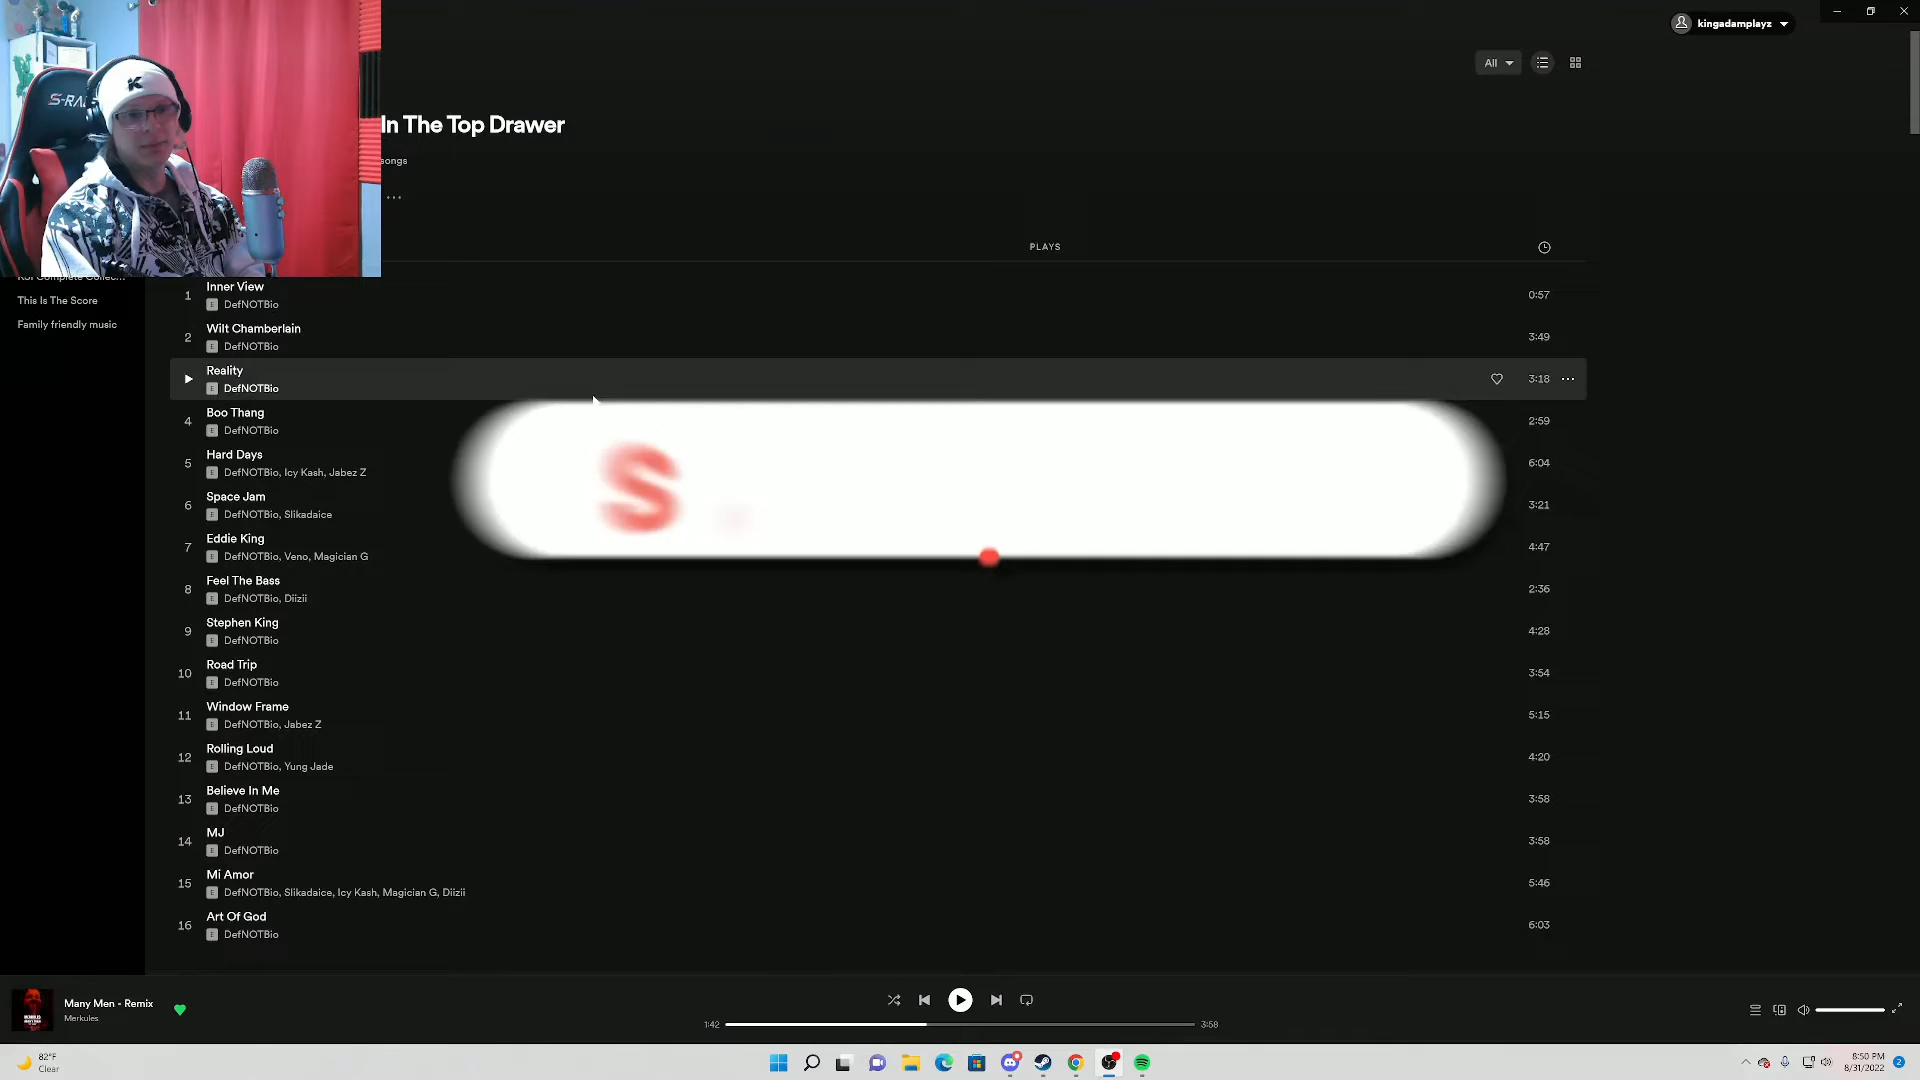 kingadamplayz
All
In The Top Drawer
songs
PLAYS
This Is The Score
Family friendly music
1 Inner View 0:57
E DefNOTBio
2 Wilt Chamberlain 3:49
E DefNOTBio
Reality 3:18
E DefNOTBio
4 Boo Thang 2:59
E DefNOTBio
5 Hard Days 6:04
E DefNOTBio, Icy Kash, Jabez Z
6 Space Jam 3:21
E DefNOTBio, Slikadaice
7 Eddie King 4:47
E DefNOTBio, Veno, Magician G
8 Feel The Bass 2:36
E DefNOTBio, Diizii
9 Stephen King 4:28
E DefNOTBio
10 Road Trip 3:54
E DefNOTBio
11 Window Frame 5:15
E DefNOTBio, Jabez Z
12 Rolling Loud 4:20
E DefNOTBio, Yung Jade
13 Believe In Me 3:58
E DefNOTBio
14 MJ 3:58
E DefNOTBio
15 Mi Amor 5:46
E DefNOTBio, Slikadaice, Icy Kash, Magician G, Diizii
16 Art Of God 6:03
E DefNOTBio
S
Many Men - Remix
Merkules
1:42 3:58
82°F
Clear
8:50 PM
8/31/2022
2